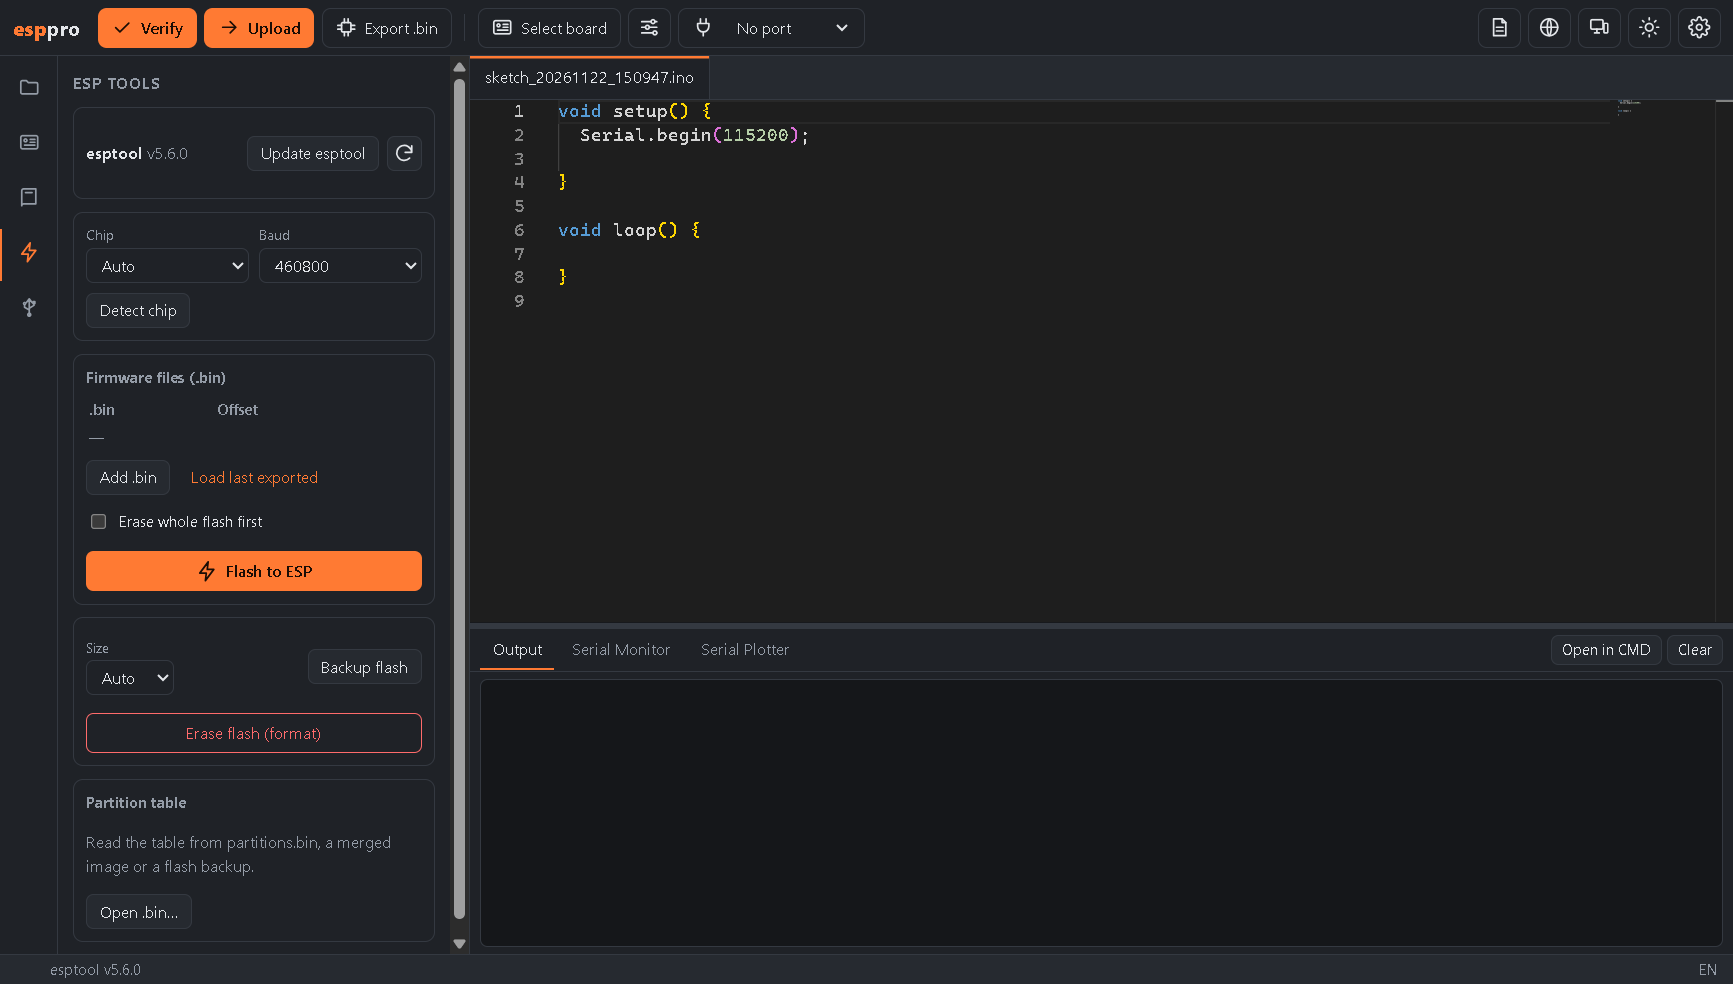 esppro
Verify
Upload
Export .bin
Select board
No port
ESP TOOLS
esptool v5.6.0
Update esptool
Chip
Baud
Auto
460800
Detect chip
Firmware files (.bin)
.bin
Offset
—
Add .bin
Load last exported
Erase whole flash first
Flash to ESP
Size
Auto
Backup flash
Erase flash (format)
Partition table
Read the table from partitions.bin, a merged
image or a flash backup.
Open .bin...
sketch_20261122_150947.ino
1 void setup() {
2   Serial.begin(115200);
3
4 }
5
6 void loop() {
7
8 }
9
Output
Serial Monitor
Serial Plotter
Open in CMD
Clear
esptool v5.6.0
EN